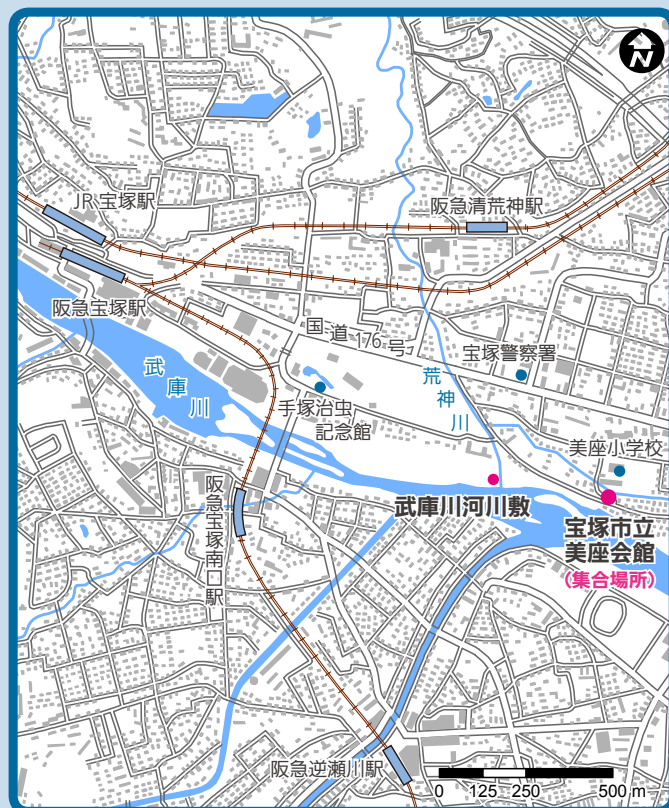 N
JR 宝塚駅
阪急清荒神駅
阪急宝塚駅
国道176号
宝塚警察署
武庫川
荒神川
手塚治虫
記念館
美座小学校
阪急宝塚南口駅
武庫川河川敷
宝塚市立
美座会館
(集合場所)
阪急逆瀬川駅
0 125 250 500 m